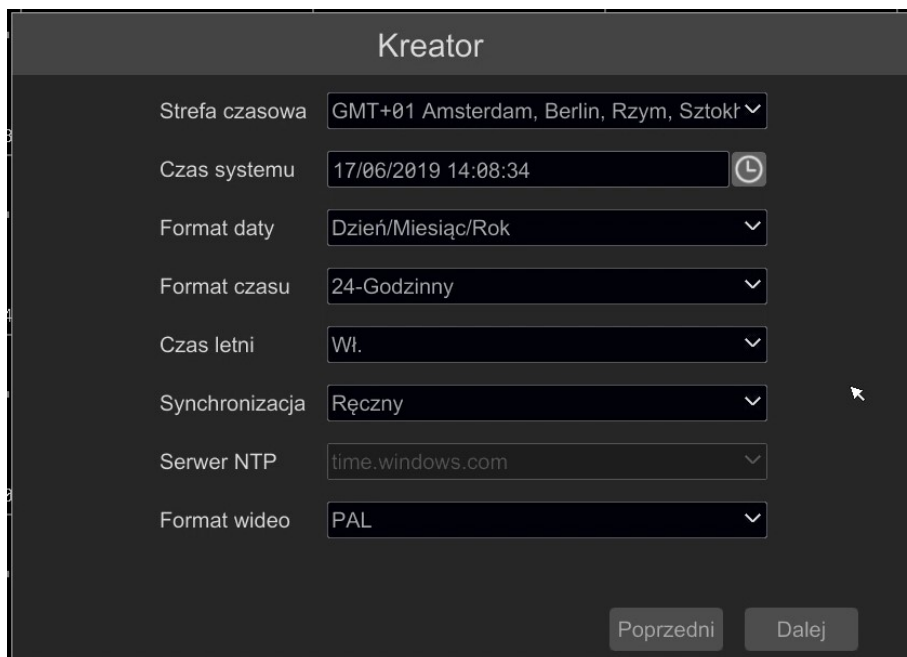 Kreator
Strefa czasowa GMT+01 Amsterdam, Berlin, Rzym,
Czas systemu 17/06/2019 14:08:34
Format daty Dzień/Miesiąc/Rok
Format czasu 24-Godzinny
Czas letni Wł.
Synchronizacja Ręczny
Serwer NTP time.windows.com
Format wideo PAL
Poprzedni Dalej